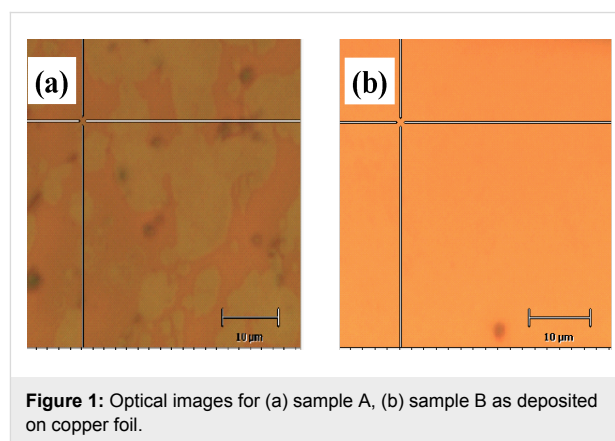 (a)
(b)
10 µm
10 µm
Figure 1: Optical images for (a) sample A, (b) sample B as deposited
on copper foil.